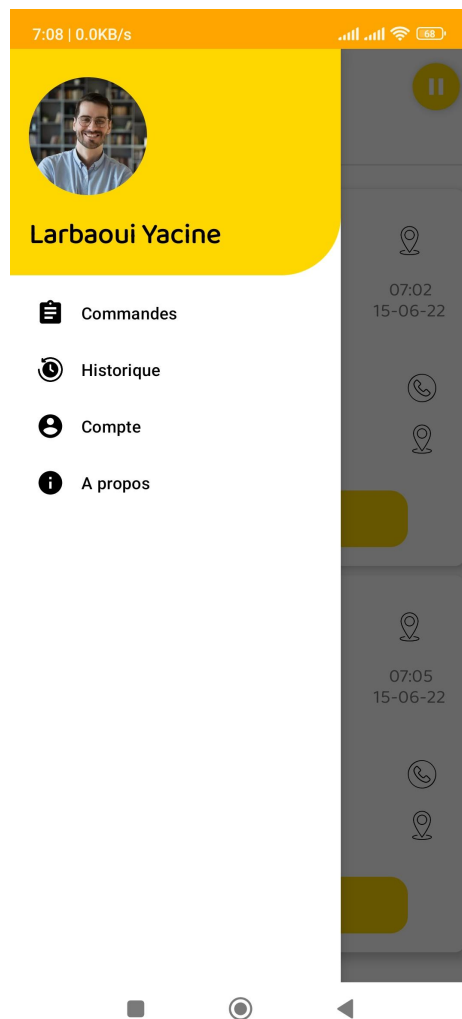 7:08 | 0.0KB/s
68
Larbaoui Yacine
Commandes
Historique
Compte
A propos
07:02
15-06-22
07:05
15-06-22